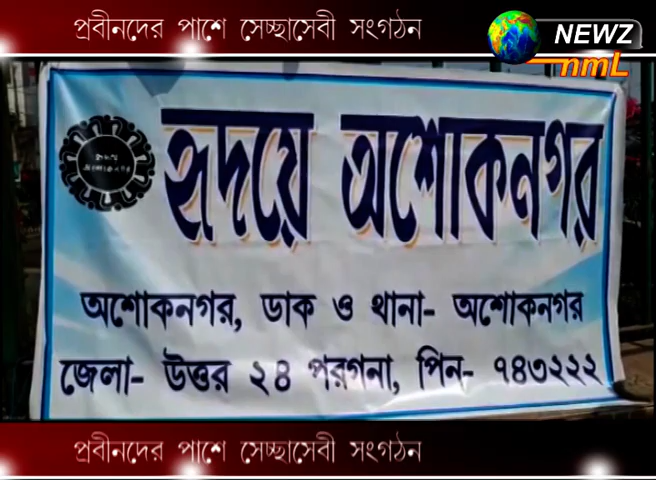 প্রবীনদের পাশে সেচ্ছাসেবী সংগঠন
NEWZ
nmL
হৃদয়ে অশোকনগর
অশোকনগর, ডাক ও থানা- অশোকনগর
জেলা- উত্তর ২৪ পরগনা, পিন- ৭৪৩২২২
প্রবীনদের পাশে সেচ্ছাসেবী সংগঠন